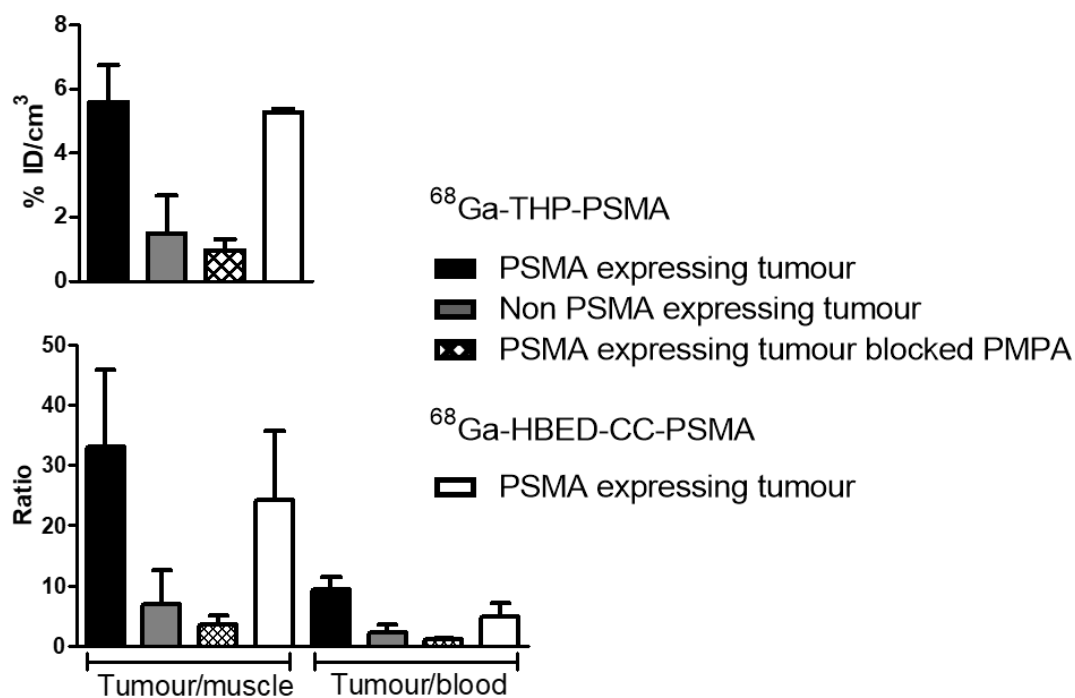 8
6
4
2
0
% ID/cm³
⁶⁸Ga-THP-PSMA
PSMA expressing tumour
Non PSMA expressing tumour
PSMA expressing tumour blocked PMPA
⁶⁸Ga-HBED-CC-PSMA
PSMA expressing tumour
50
40
30
20
10
0
Ratio
Tumour/muscle
Tumour/blood